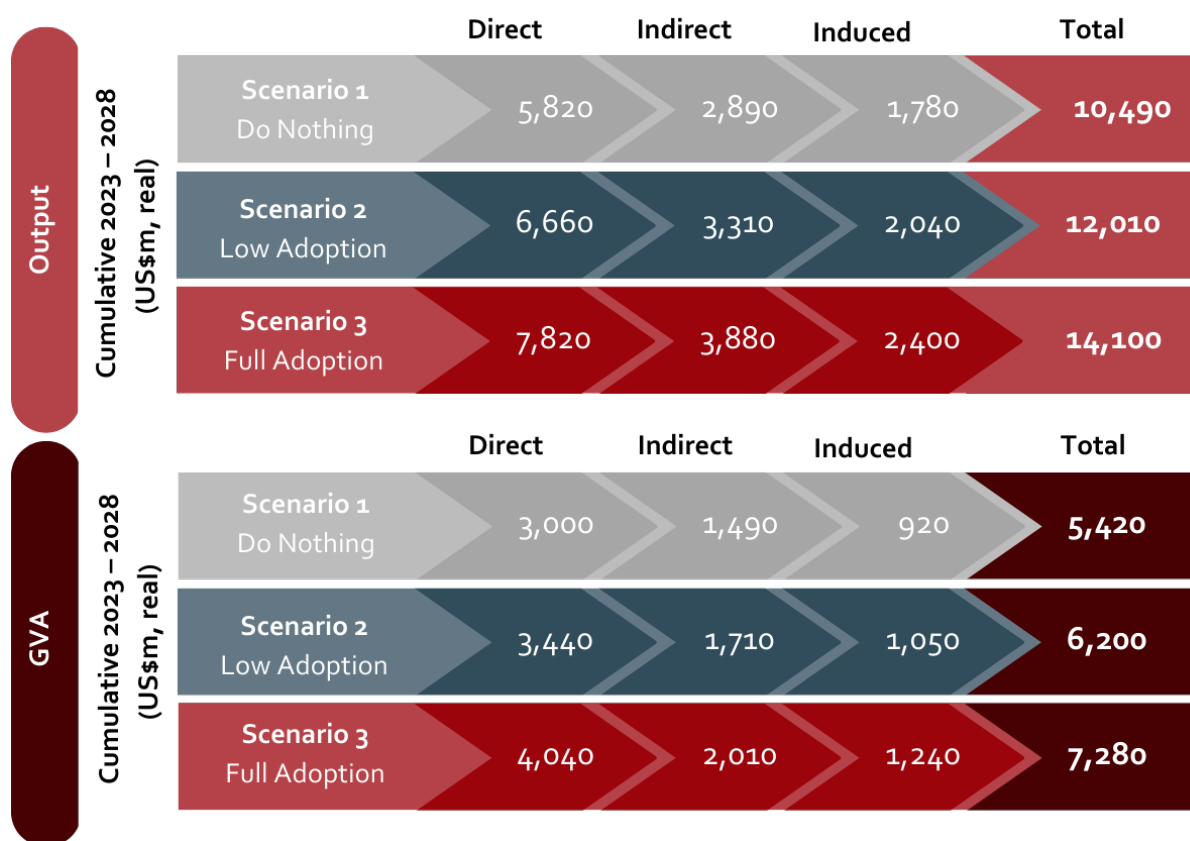 Direct Indirect Induced Total
Output
Cumulative 2023 – 2028
(US$m, real)
Scenario 1
Do Nothing
5,820 2,890 1,780 10,490
Scenario 2
Low Adoption
6,660 3,310 2,040 12,010
Scenario 3
Full Adoption
7,820 3,880 2,400 14,100
Direct Indirect Induced Total
GVA
Cumulative 2023 – 2028
(US$m, real)
Scenario 1
Do Nothing
3,000 1,490 920 5,420
Scenario 2
Low Adoption
3,440 1,710 1,050 6,200
Scenario 3
Full Adoption
4,040 2,010 1,240 7,280